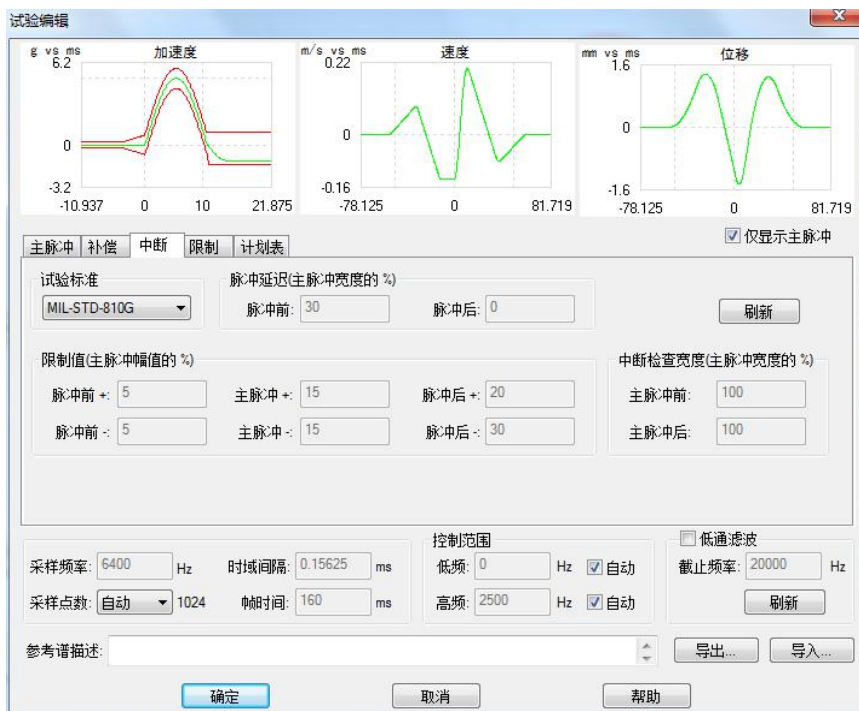 试验编辑
g vs ms 加速度
6.2
0
-3.2
-10.937 0 10 21.875
m/s vs ms 速度
0.22
0
-0.16
-78.125 0 81.719
mm vs ms 位移
1.6
0
-1.6
-78.125 0 81.719
仅显示主脉冲
主脉冲 补偿 中断 限制 计划表
试验标准
MIL-STD-810G
脉冲延迟(主脉冲宽度的 %)
脉冲前: 30 脉冲后: 0
刷新
限制值(主脉冲幅值的 %)
脉冲前 +: 5 主脉冲 +: 15 脉冲后 +: 20
脉冲前 -: 5 主脉冲 -: 15 脉冲后 -: 30
中断检查宽度(主脉冲宽度的 %)
主脉冲前: 100
主脉冲后: 100
采样频率: 6400 Hz 时域间隔: 0.15625 ms
采样点数: 自动 1024 帧时间: 160 ms
控制范围
低频: 0 Hz 自动
高频: 2500 Hz 自动
低通滤波
截止频率: 20000 Hz
刷新
参考谱描述:
导出... 导入...
确定 取消 帮助